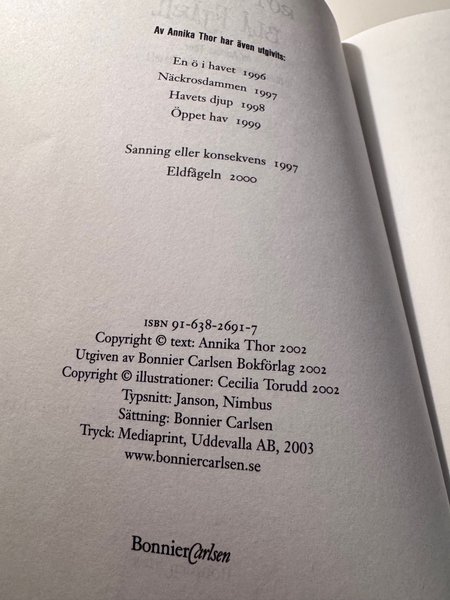 Av Annika Thor har även utgivits:
En ö i havet 1996
Näckrosdammen 1997
Havets djup 1998
Öppet hav 1999
Sanning eller konsekvens 1997
Eldfågeln 2000
ISBN 91-638-2691-7
Copyright © text: Annika Thor 2002
Utgiven av Bonnier Carlsen Bokförlag 2002
Copyright © illustrationer: Cecilia Torudd 2002
Typsnitt: Janson, Nimbus
Sättning: Bonnier Carlsen
Tryck: Mediaprint, Uddevalla AB, 2003
www.bonniercarlsen.se
BonnierCarlsen